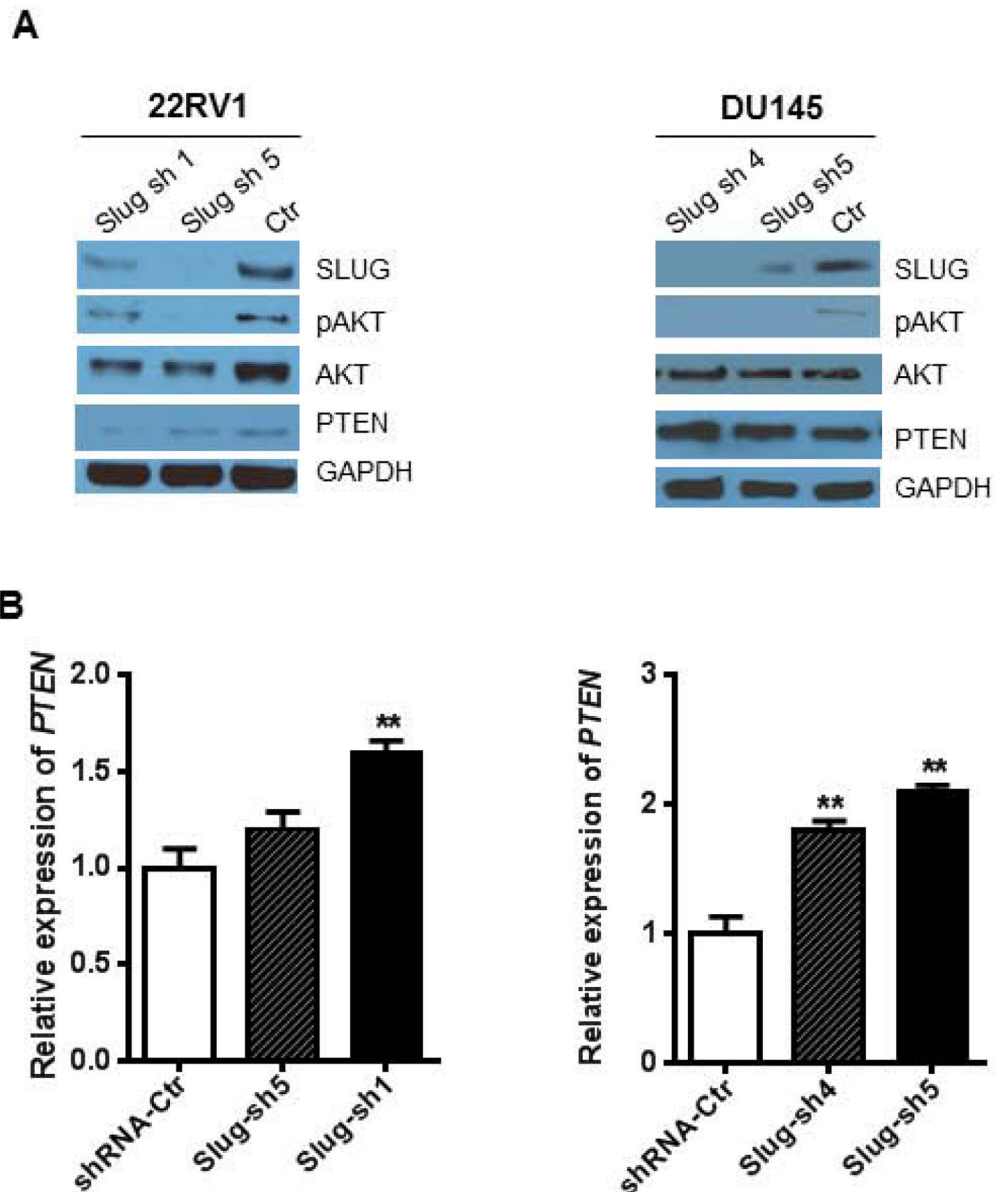 A
22RV1
Slug sh 1 Slug sh 5 Ctr
SLUG
pAKT
AKT
PTEN
GAPDH
DU145
Slug sh 4 Slug sh5 Ctr
SLUG
pAKT
AKT
PTEN
GAPDH
B
Relative expression of PTEN
2.0
1.5
1.0
0.5
0.0
**
shRNA-Ctr Slug-sh5 Slug-sh1
Relative expression of PTEN
3
2
1
0
** **
shRNA-Ctr Slug-sh4 Slug-sh5